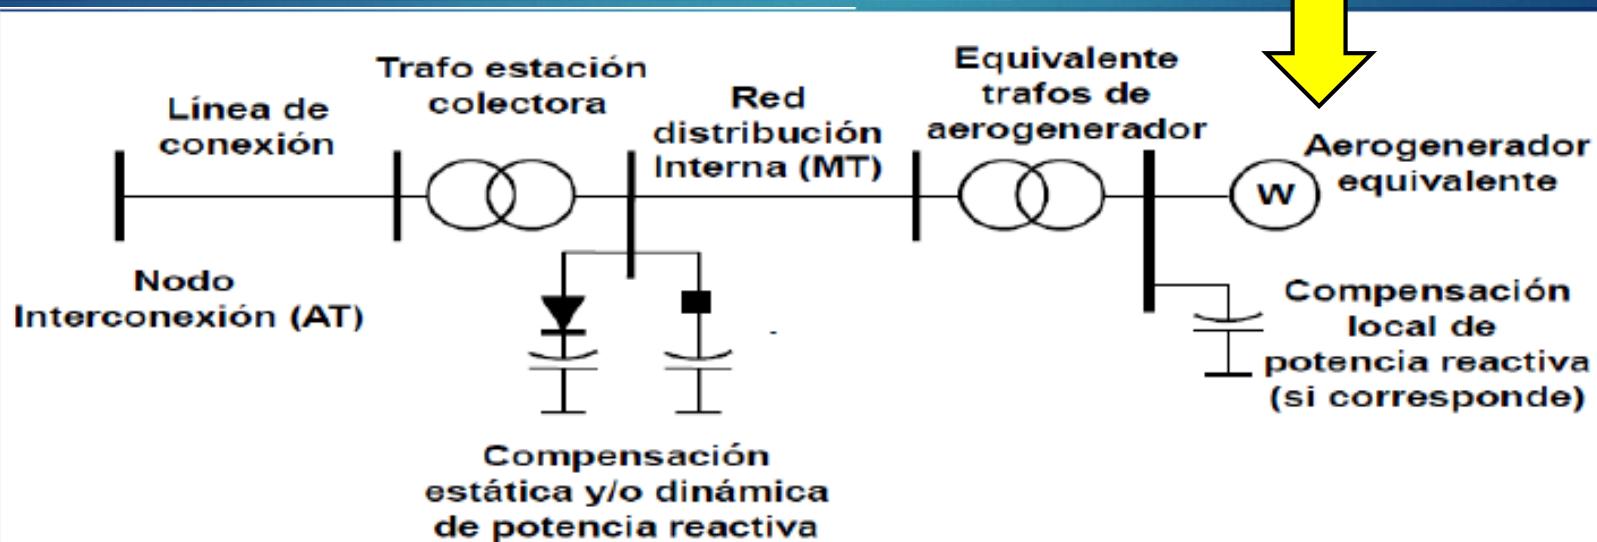 Línea de
conexión
Trafo estación
colectora
Red
distribución
Interna (MT)
Equivalente
trafos de
aerogenerador
Aerogenerador
equivalente
W
Nodo
Interconexión (AT)
Compensación
estática y/o dinámica
de potencia reactiva
Compensación
local de
potencia reactiva
(si corresponde)